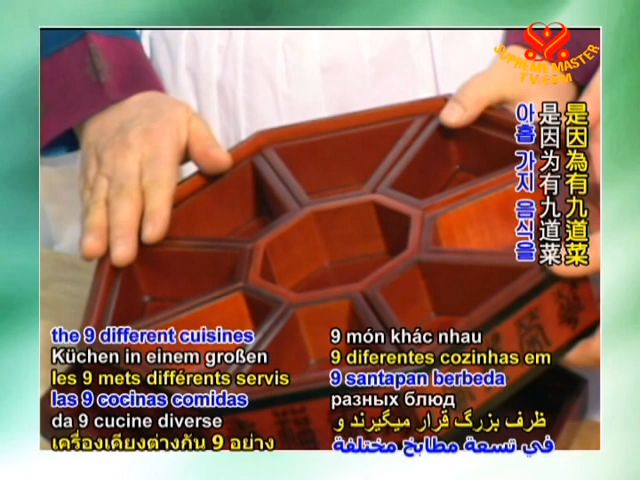 SUPREME MASTER
TV.COM
是因為有九道菜
是因为有九道菜
아홉 가지 음식을
the 9 different cuisines
Küchen in einem großen
les 9 mets différents servis
las 9 cocinas comidas
da 9 cucine diverse
เครื่องเคียงต่างกัน 9 อย่าง
9 món khác nhau
9 diferentes cozinhas em
9 santapan berbeda
разных блюд
ظرف بزرگ قرار میگیرند و
في تسعة مطابخ مختلفة